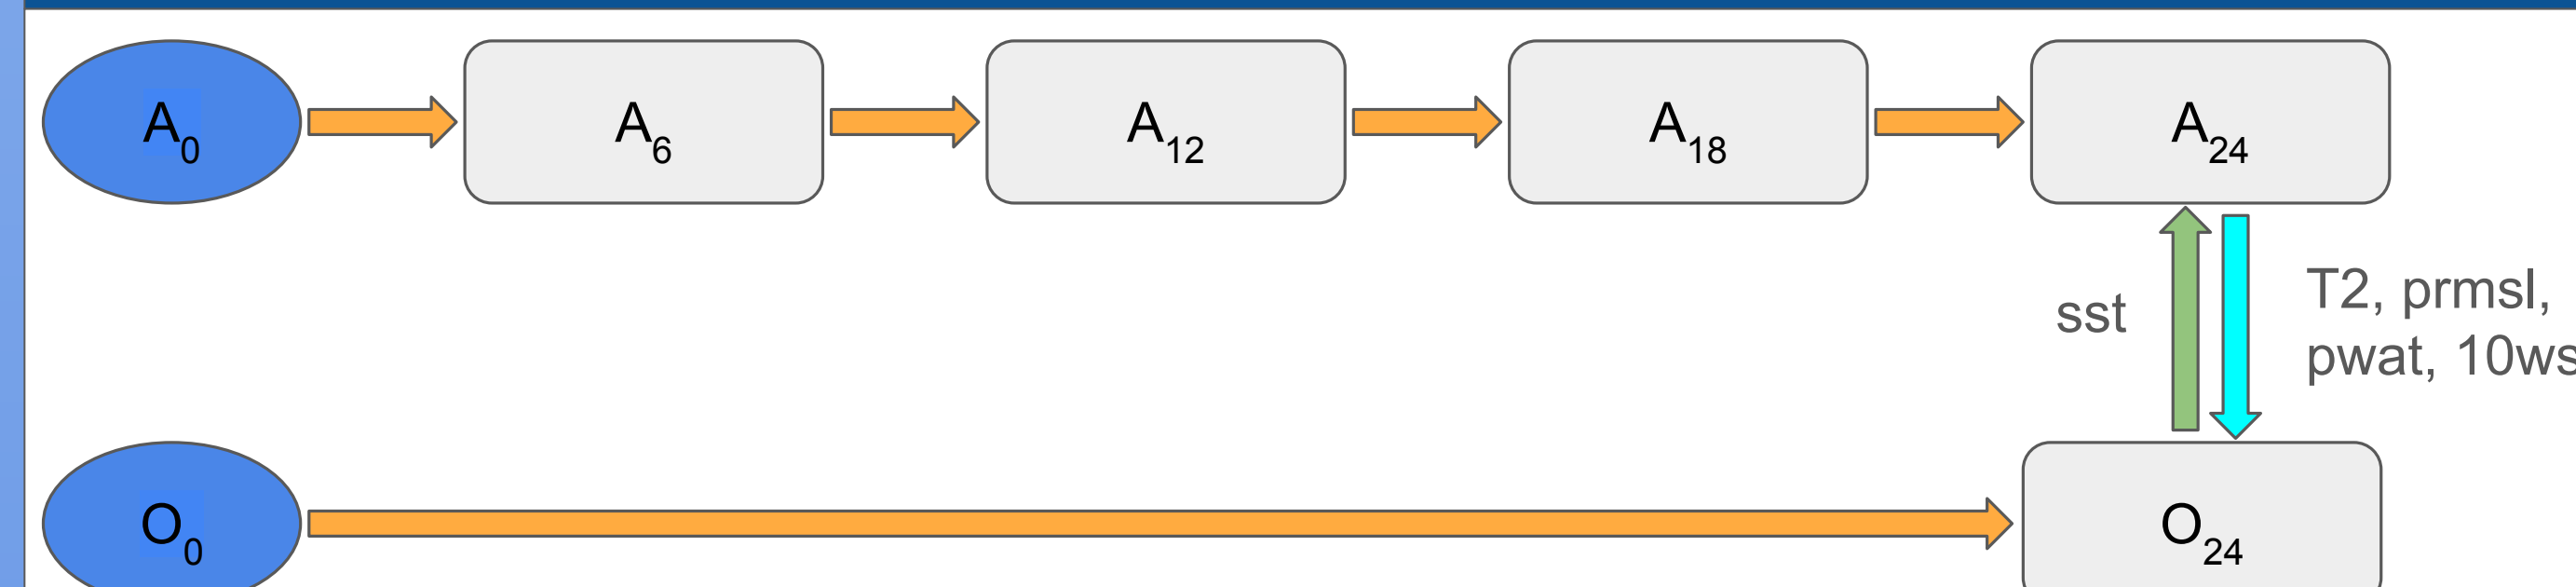 A0
A6
A12
A18
A24
sst
T2, prmsl,
pwat, 10ws
O0
O24